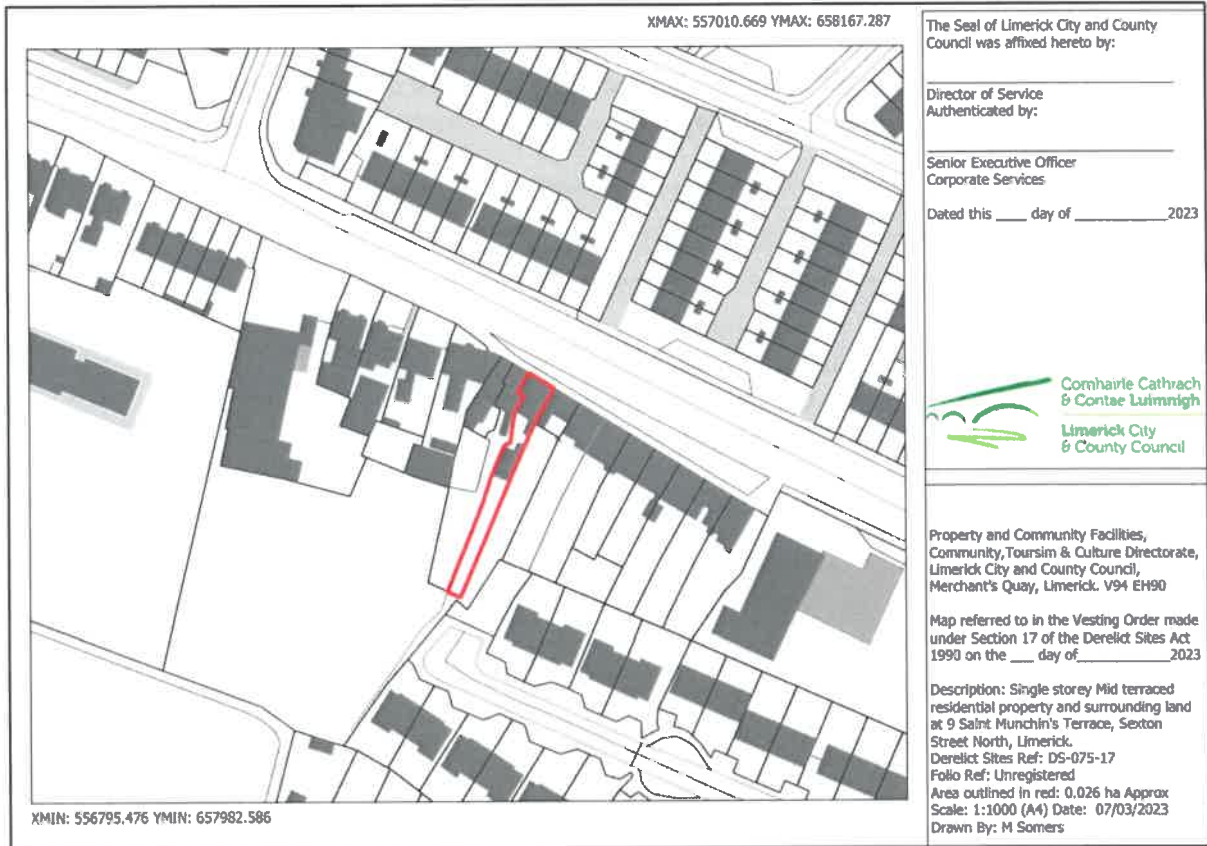 XMAX: 557010.669 YMAX: 658167.287
The Seal of Limerick City and County
Council was affixed hereto by:
Director of Service
Authenticated by:
Senior Executive Officer
Corporate Services
Dated this ____ day of ____________2023
Comhairle Cathrach
& Contae Luimnigh
Limerick City
& County Council
Property and Community Facilities,
Community,Toursim & Culture Directorate,
Limerick City and County Council,
Merchant's Quay, Limerick. V94 EH90
Map referred to in the Vesting Order made
under Section 17 of the Derelict Sites Act
1990 on the ___ day of____________2023
Description: Single storey Mid terraced
residential property and surrounding land
at 9 Saint Munchin's Terrace, Sexton
Street North, Limerick.
Derelict Sites Ref: DS-075-17
Folio Ref: Unregistered
Area outlined in red: 0.026 ha Approx
Scale: 1:1000 (A4) Date: 07/03/2023
Drawn By: M Somers
XMIN: 556795.476 YMIN: 657982.586